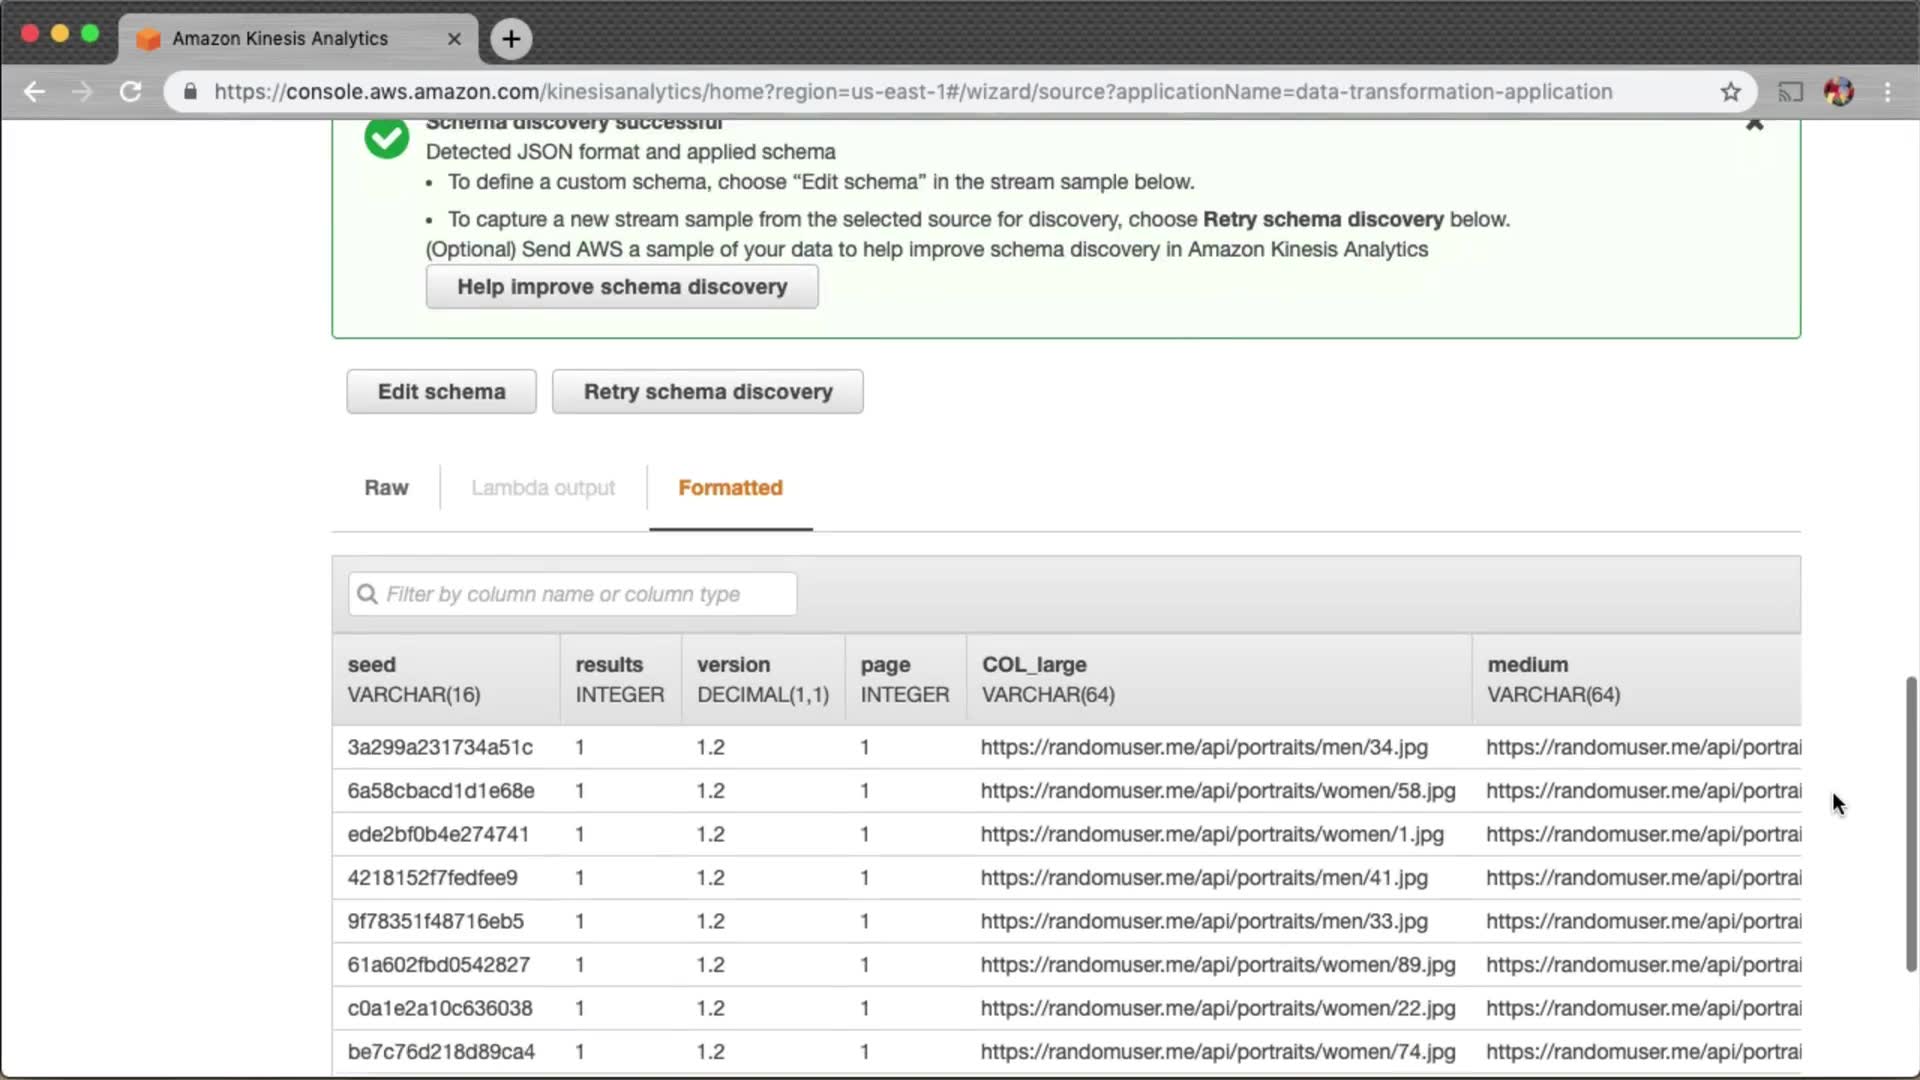 Amazon Kinesis Analytics
https://console.aws.amazon.com/kinesisanalytics/home?region=us-east-1#/wizard/source?applicationName=data-transformation-application
Schema discovery successful
Detected JSON format and applied schema
• To define a custom schema, choose “Edit schema” in the stream sample below.
• To capture a new stream sample from the selected source for discovery, choose Retry schema discovery below.
(Optional) Send AWS a sample of your data to help improve schema discovery in Amazon Kinesis Analytics
Help improve schema discovery
Edit schema Retry schema discovery
Raw Lambda output Formatted
Filter by column name or column type
seed results version page COL_large medium
VARCHAR(16) INTEGER DECIMAL(1,1) INTEGER VARCHAR(64) VARCHAR(64)
3a299a231734a51c 1 1.2 1 https://randomuser.me/api/portraits/men/34.jpg https://randomuser.me/api/portrai
6a58cbacd1d1e68e 1 1.2 1 https://randomuser.me/api/portraits/women/58.jpg https://randomuser.me/api/portrai
ede2bf0b4e274741 1 1.2 1 https://randomuser.me/api/portraits/women/1.jpg https://randomuser.me/api/portrai
4218152f7fedfee9 1 1.2 1 https://randomuser.me/api/portraits/men/41.jpg https://randomuser.me/api/portrai
9f78351f48716eb5 1 1.2 1 https://randomuser.me/api/portraits/men/33.jpg https://randomuser.me/api/portrai
61a602fbd0542827 1 1.2 1 https://randomuser.me/api/portraits/women/89.jpg https://randomuser.me/api/portrai
c0a1e2a10c636038 1 1.2 1 https://randomuser.me/api/portraits/women/22.jpg https://randomuser.me/api/portrai
be7c76d218d89ca4 1 1.2 1 https://randomuser.me/api/portraits/women/74.jpg https://randomuser.me/api/portrai